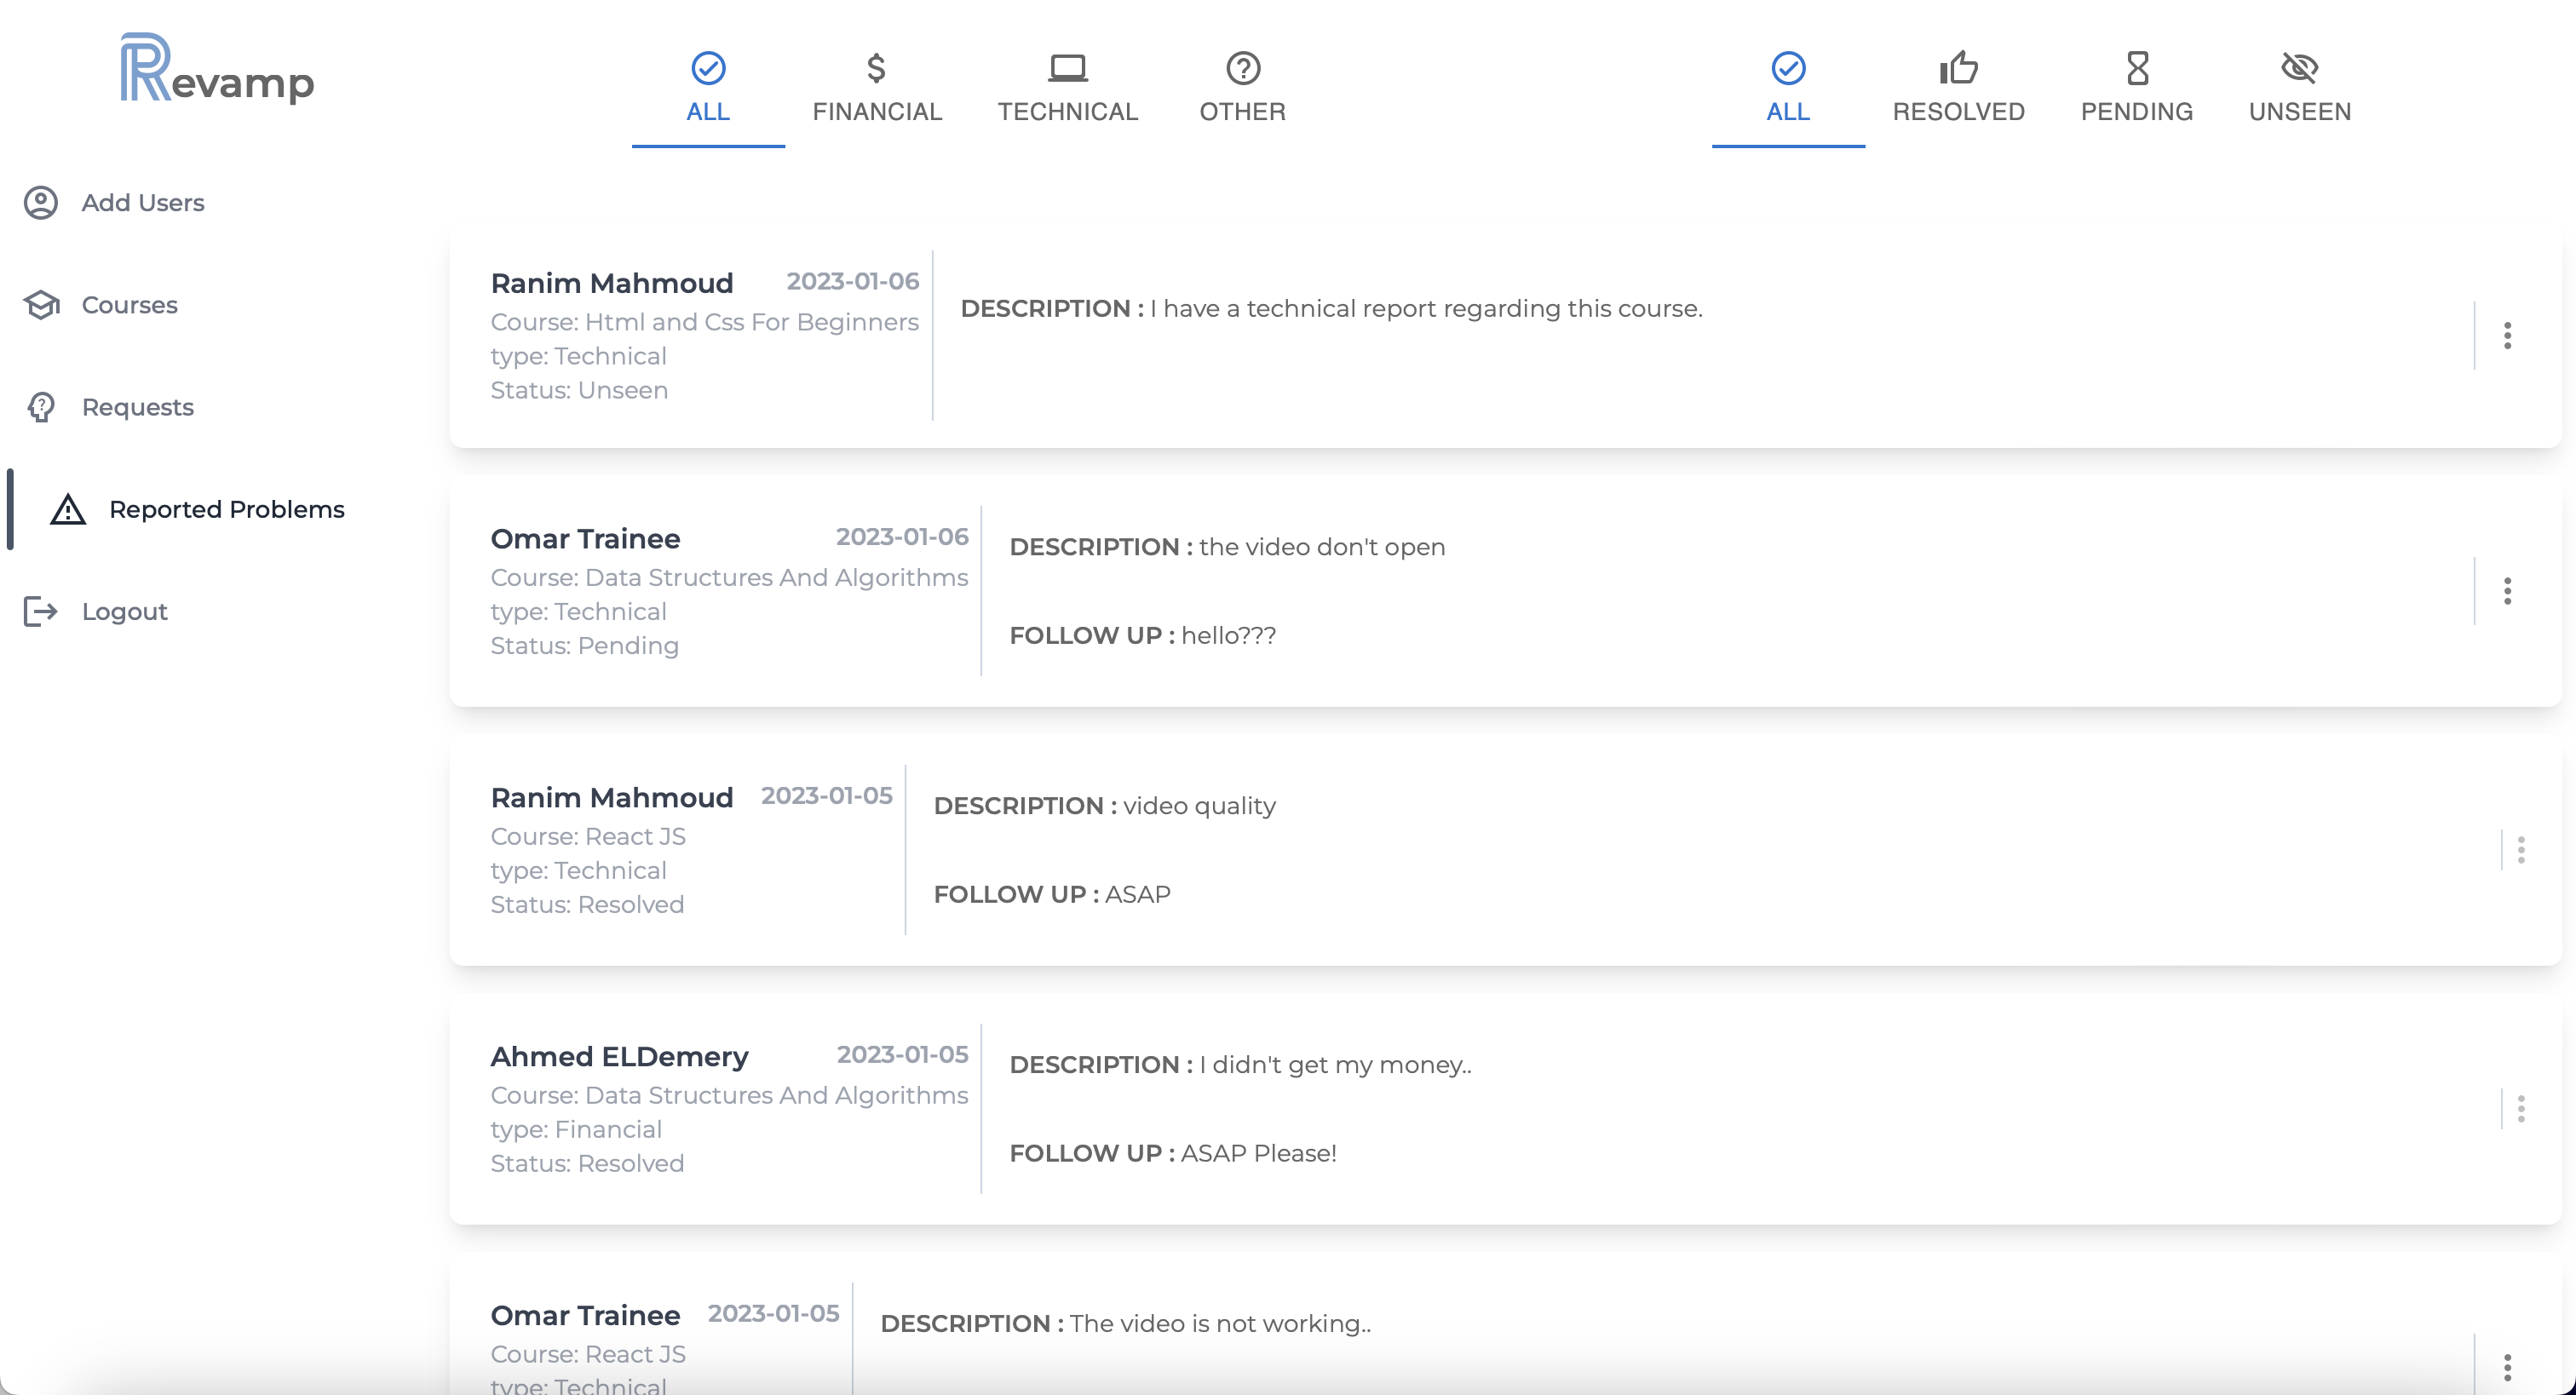 Revamp
ALL
FINANCIAL
TECHNICAL
OTHER
ALL
RESOLVED
PENDING
UNSEEN
Add Users
Courses
Requests
Reported Problems
Logout
Ranim Mahmoud 2023-01-06
Course: Html and Css For Beginners
type: Technical
Status: Unseen
DESCRIPTION : I have a technical report regarding this course.
Omar Trainee 2023-01-06
Course: Data Structures And Algorithms
type: Technical
Status: Pending
DESCRIPTION : the video don't open
FOLLOW UP : hello???
Ranim Mahmoud 2023-01-05
Course: React JS
type: Technical
Status: Resolved
DESCRIPTION : video quality
FOLLOW UP : ASAP
Ahmed ELDemery 2023-01-05
Course: Data Structures And Algorithms
type: Financial
Status: Resolved
DESCRIPTION : I didn't get my money..
FOLLOW UP : ASAP Please!
Omar Trainee 2023-01-05
Course: React JS
type: Technical
DESCRIPTION : The video is not working..